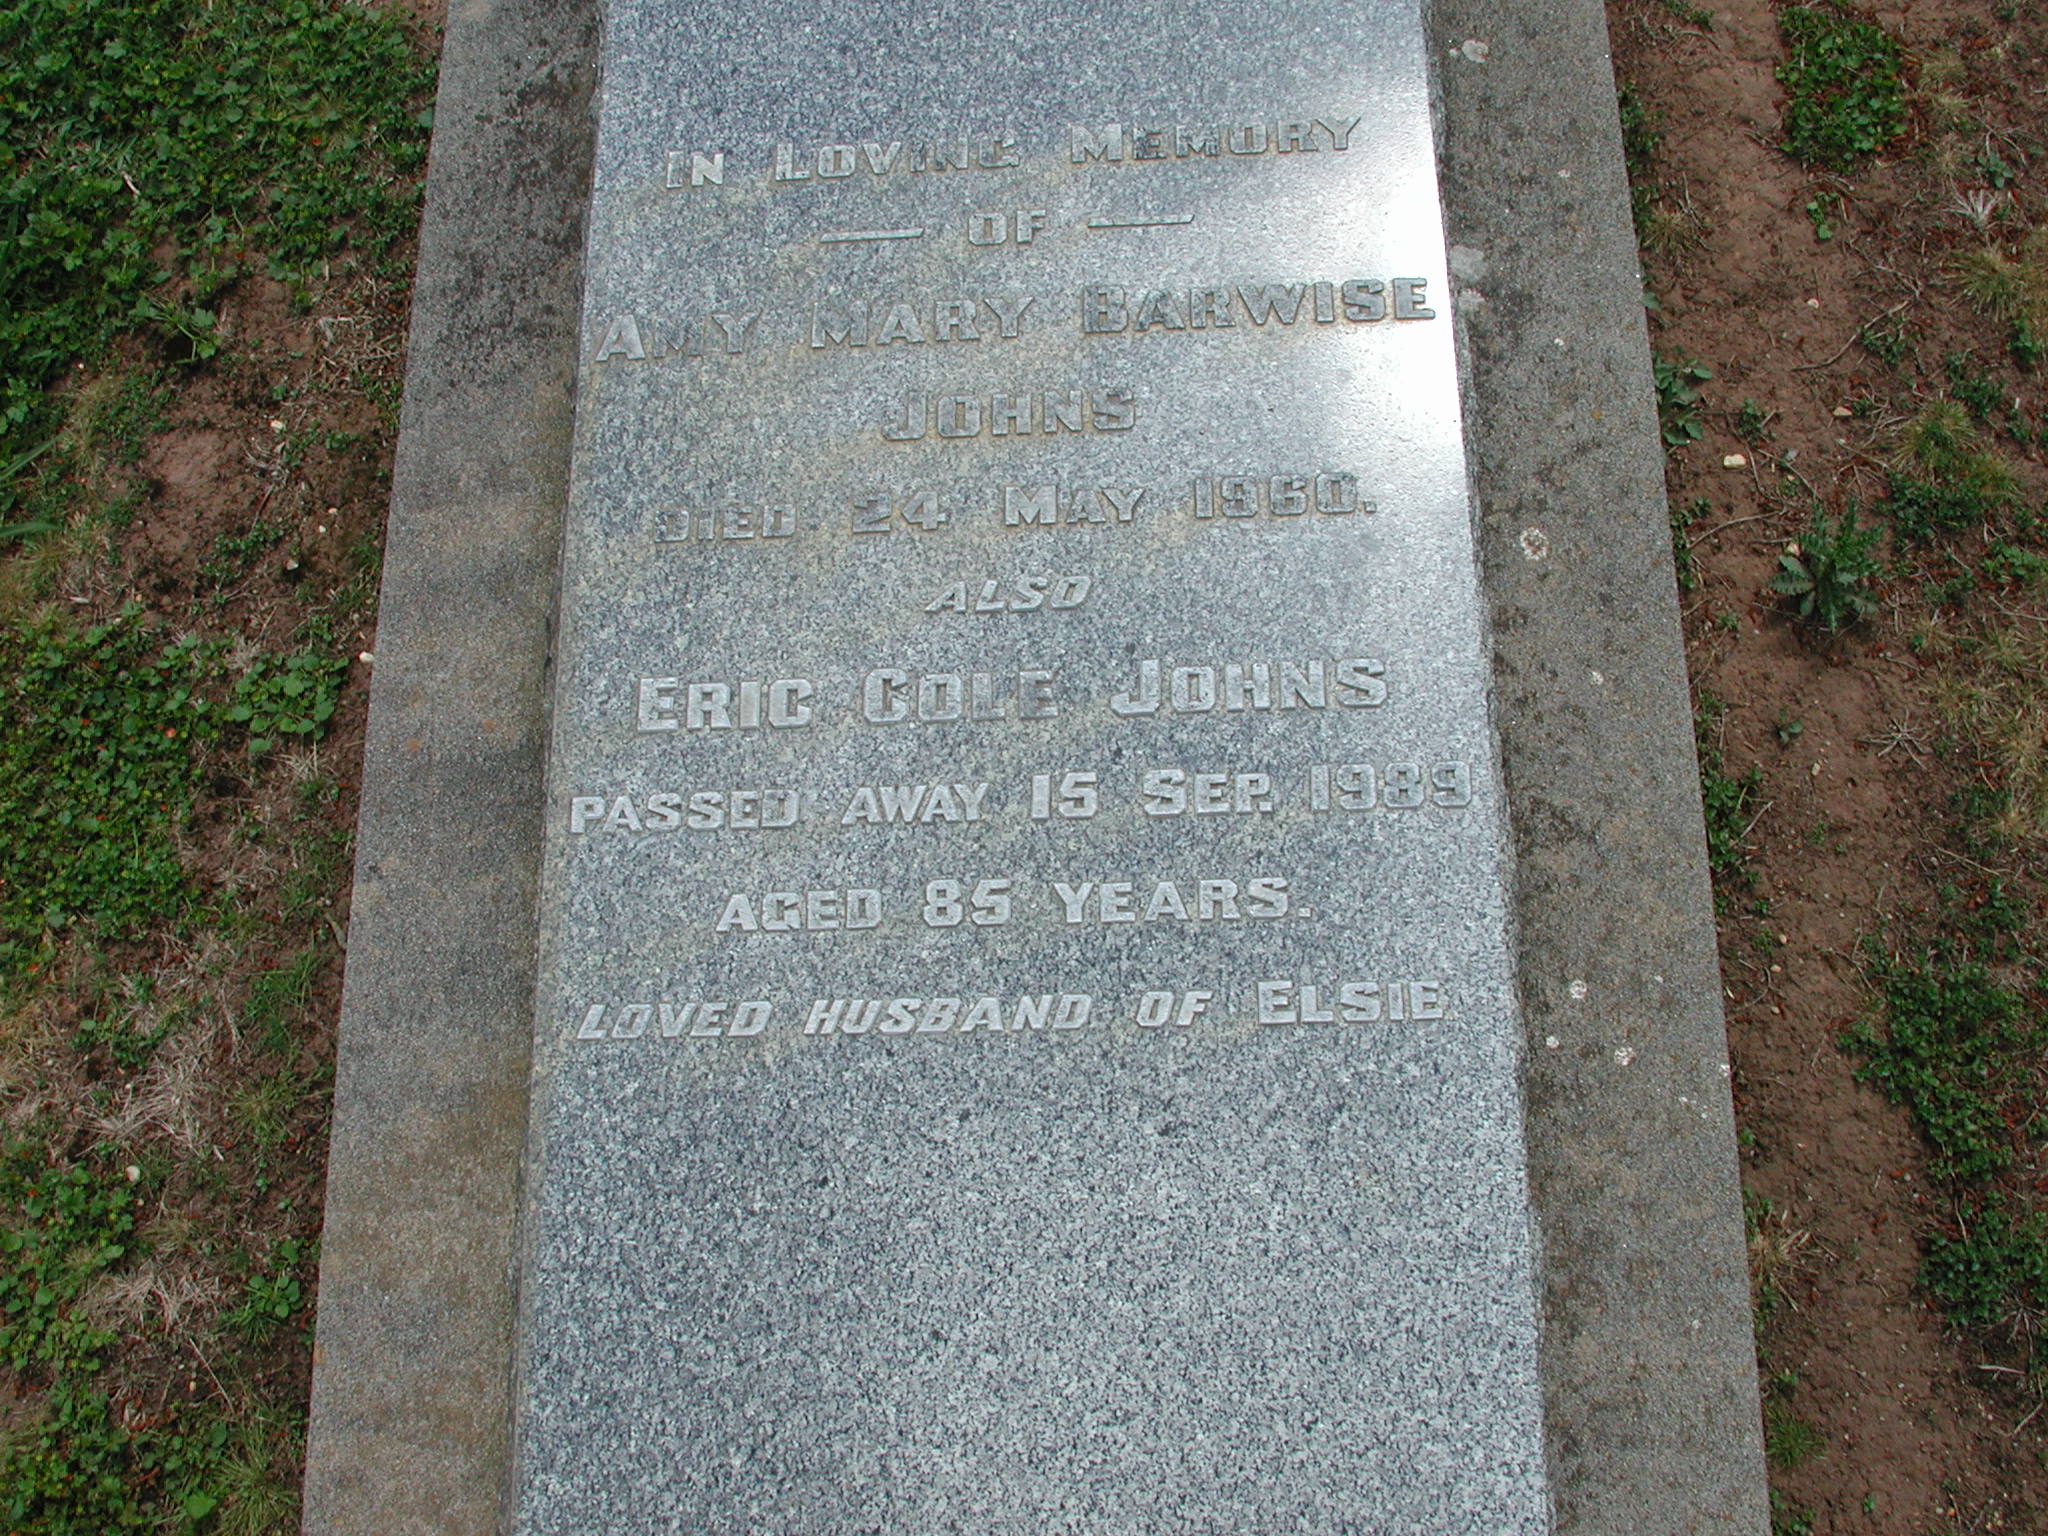 IN LOVING MEMORY
— OF —
AMY MARY BARWISE
JOHNS
DIED 24 MAY 1960.
ALSO
ERIC COLE JOHNS
PASSED AWAY 15 SEP. 1989
AGED 85 YEARS.
LOVED HUSBAND OF ELSIE